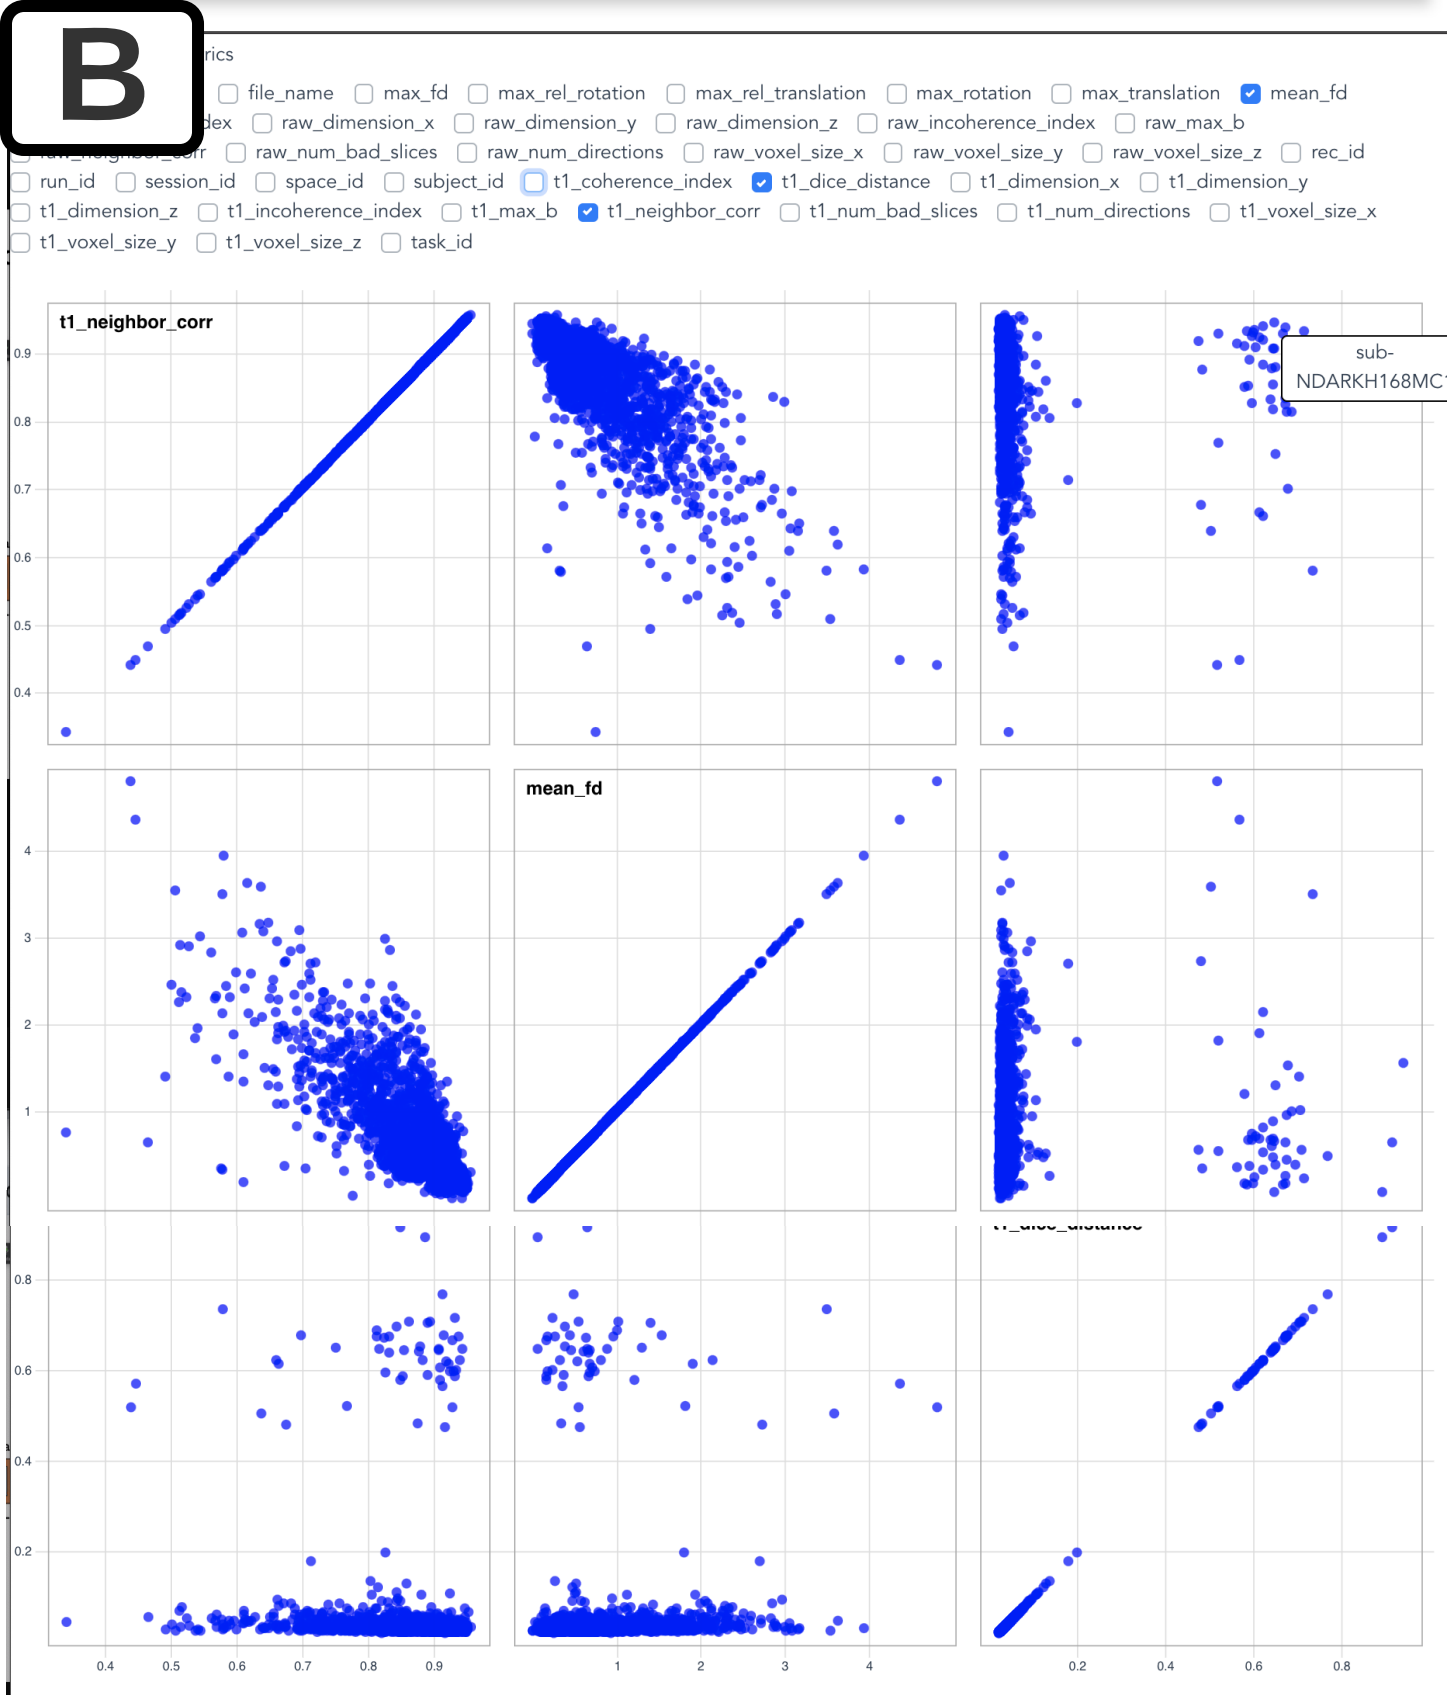 B
rics
file_name max_fd max_rel_rotation max_rel_translation max_rotation max_translation mean_fd
dex raw_dimension_x raw_dimension_y raw_dimension_z raw_incoherence_index raw_max_b
raw_neighbor_corr raw_num_bad_slices raw_num_directions raw_voxel_size_x raw_voxel_size_y raw_voxel_size_z rec_id
run_id session_id space_id subject_id t1_coherence_index t1_dice_distance t1_dimension_x t1_dimension_y
t1_dimension_z t1_incoherence_index t1_max_b t1_neighbor_corr t1_num_bad_slices t1_num_directions t1_voxel_size_x
t1_voxel_size_y t1_voxel_size_z task_id
t1_neighbor_corr
sub-
NDARKH168MC1
0.9
0.8
0.7
0.6
0.5
0.4
mean_fd
4
3
2
1
t1_dice_distance
0.8
0.6
0.4
0.2
0.4 0.5 0.6 0.7 0.8 0.9 1 2 3 4 0.2 0.4 0.6 0.8